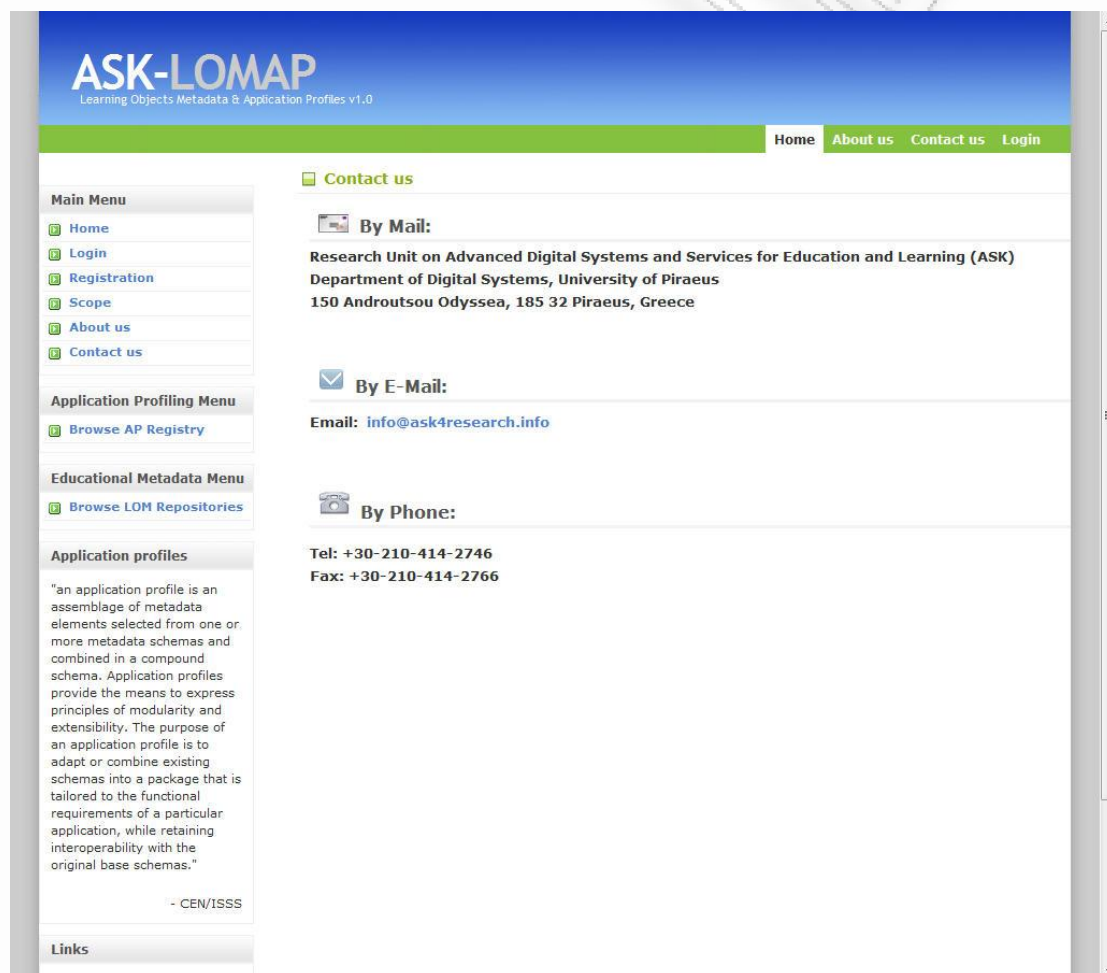 ASK-LOMAP
Learning Objects Metadata & Application Profiles v1.0
Home About us Contact us Login
Main Menu
Home
Login
Registration
Scope
About us
Contact us
Application Profiling Menu
Browse AP Registry
Educational Metadata Menu
Browse LOM Repositories
Application profiles
"an application profile is an
assemblage of metadata
elements selected from one or
more metadata schemas and
combined in a compound
schema. Application profiles
provide the means to express
principles of modularity and
extensibility. The purpose of
an application profile is to
adapt or combine existing
schemas into a package that is
tailored to the functional
requirements of a particular
application, while retaining
interoperability with the
original base schemas."
- CEN/ISSS
Links
Contact us
By Mail:
Research Unit on Advanced Digital Systems and Services for Education and Learning (ASK)
Department of Digital Systems, University of Piraeus
150 Androutsou Odyssea, 185 32 Piraeus, Greece
By E-Mail:
Email: info@ask4research.info
By Phone:
Tel: +30-210-414-2746
Fax: +30-210-414-2766